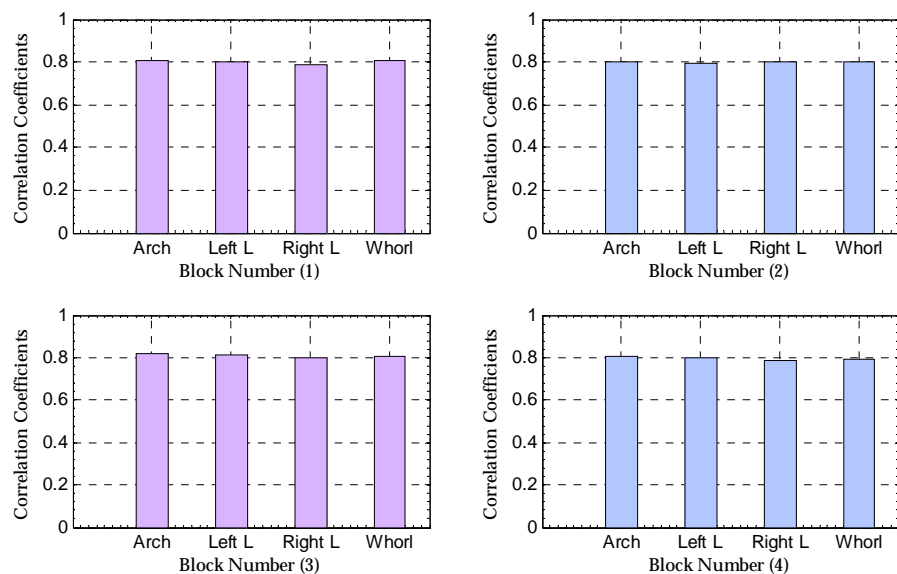 Correlation Coefficients
1
0.8
0.6
0.4
0.2
0
Arch Left L Right L Whorl
Block Number (1)
Correlation Coefficients
1
0.8
0.6
0.4
0.2
0
Arch Left L Right L Whorl
Block Number (2)
Correlation Coefficients
1
0.8
0.6
0.4
0.2
0
Arch Left L Right L Whorl
Block Number (3)
Correlation Coefficients
1
0.8
0.6
0.4
0.2
0
Arch Left L Right L Whorl
Block Number (4)